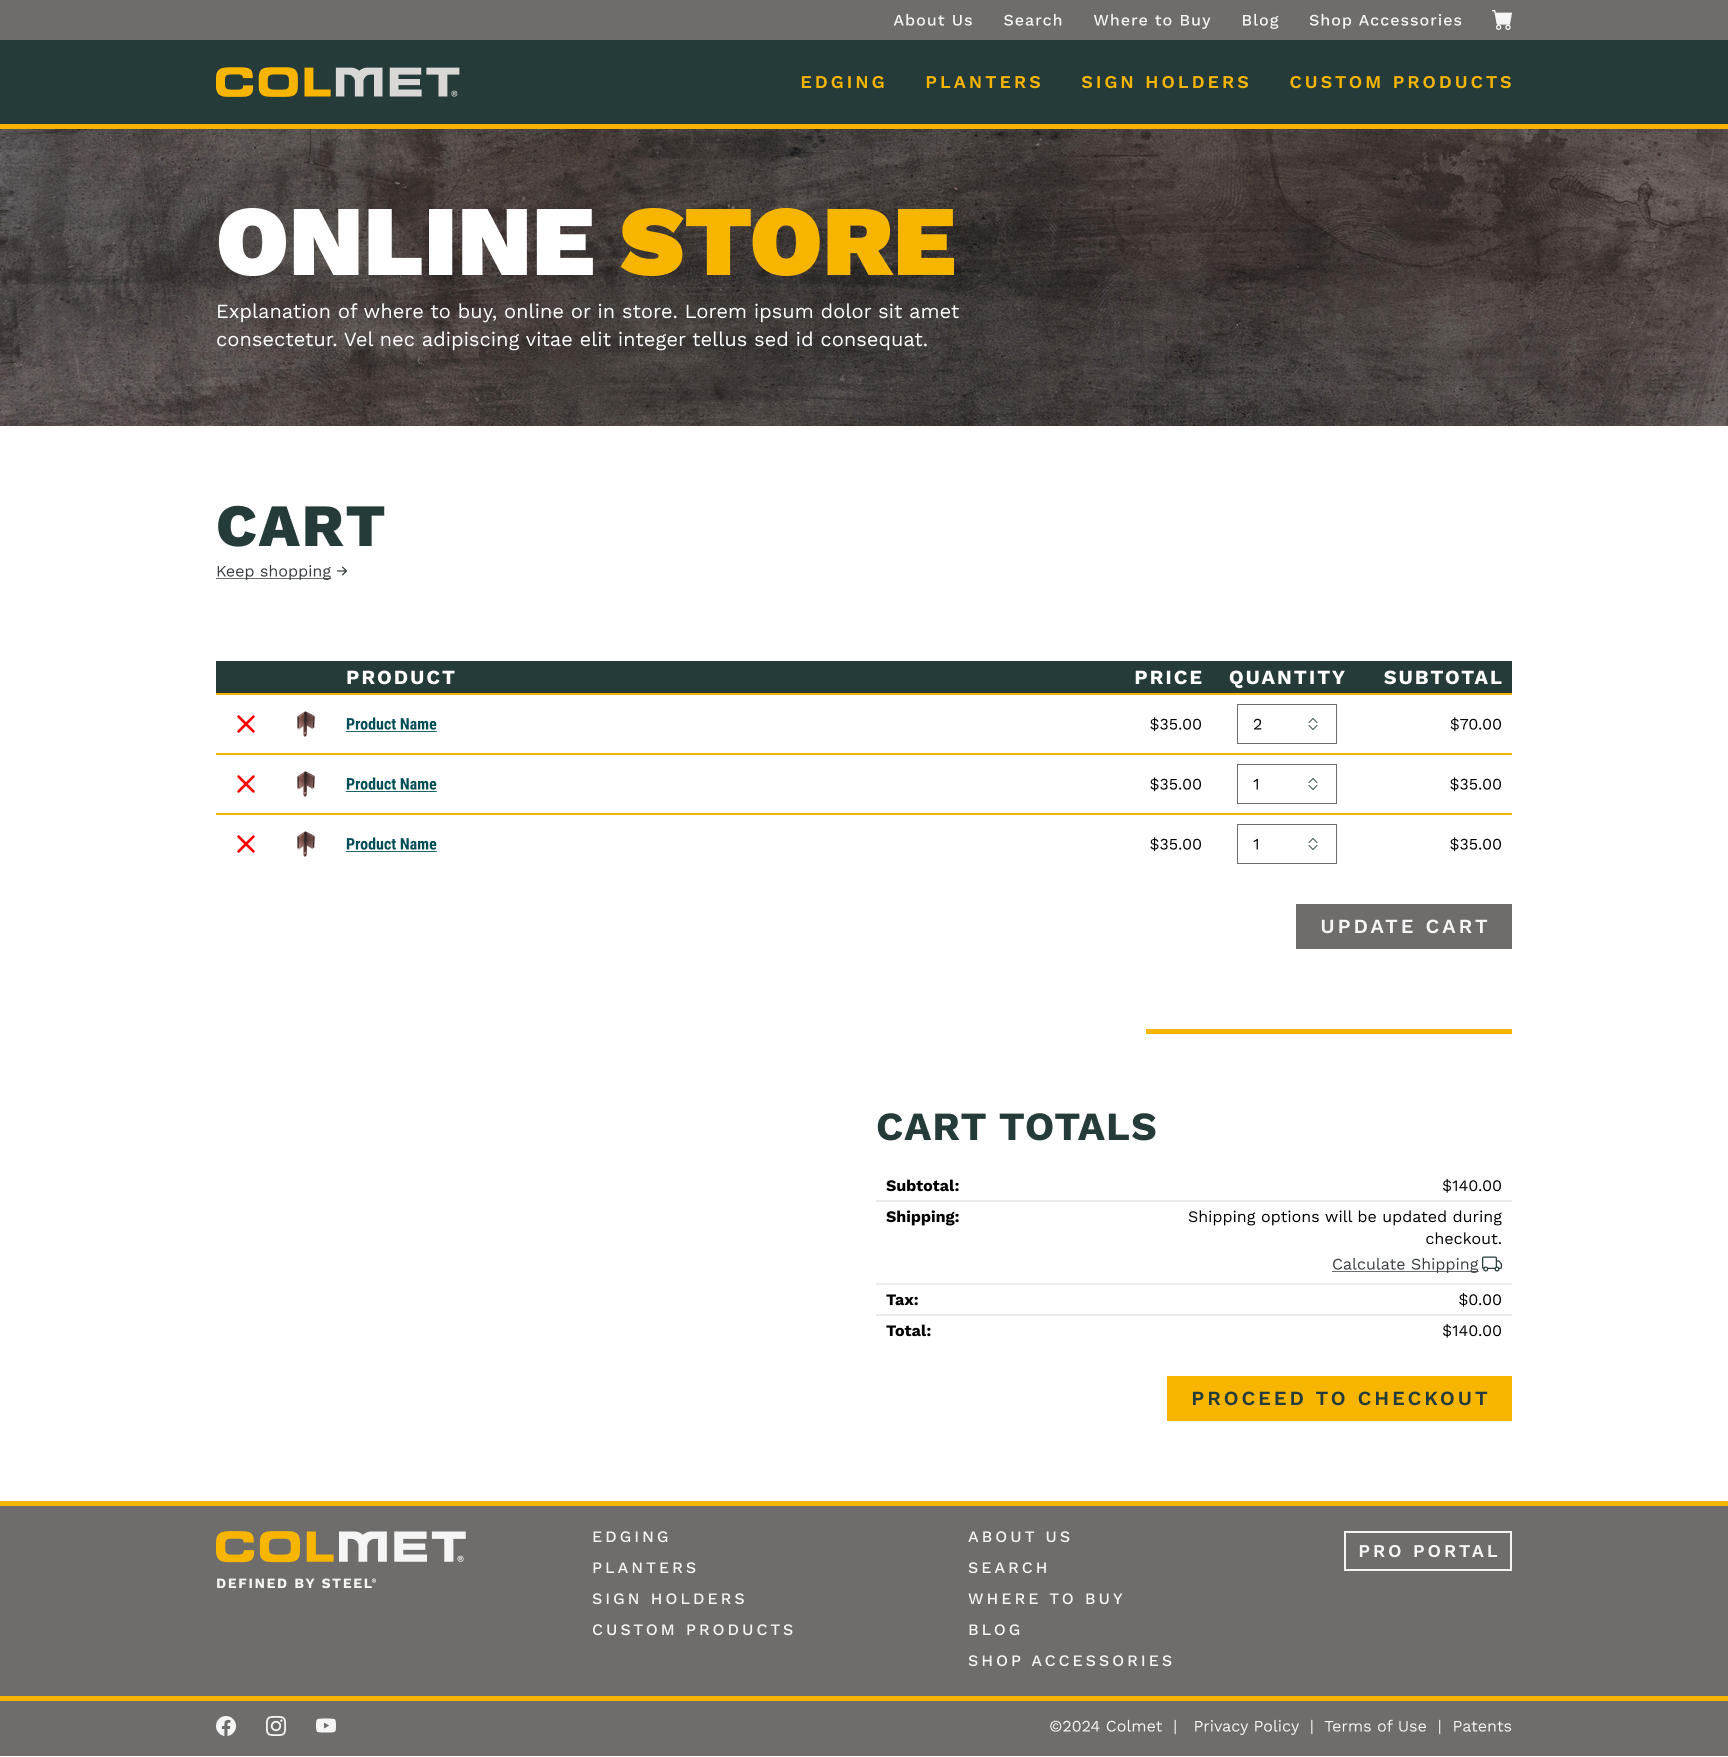 About Us Search Where to Buy Blog Shop Accessories
COLMET®
EDGING PLANTERS SIGN HOLDERS CUSTOM PRODUCTS
ONLINE STORE
Explanation of where to buy, online or in store. Lorem ipsum dolor sit amet
consectetur. Vel nec adipiscing vitae elit integer tellus sed id consequat.
CART
Keep shopping →
PRODUCT PRICE QUANTITY SUBTOTAL
Product Name $35.00 2 $70.00
Product Name $35.00 1 $35.00
Product Name $35.00 1 $35.00
UPDATE CART
CART TOTALS
Subtotal: $140.00
Shipping: Shipping options will be updated during
checkout.
Calculate Shipping
Tax: $0.00
Total: $140.00
PROCEED TO CHECKOUT
COLMET®
DEFINED BY STEEL®
EDGING
PLANTERS
SIGN HOLDERS
CUSTOM PRODUCTS
ABOUT US
SEARCH
WHERE TO BUY
BLOG
SHOP ACCESSORIES
PRO PORTAL
©2024 Colmet | Privacy Policy | Terms of Use | Patents